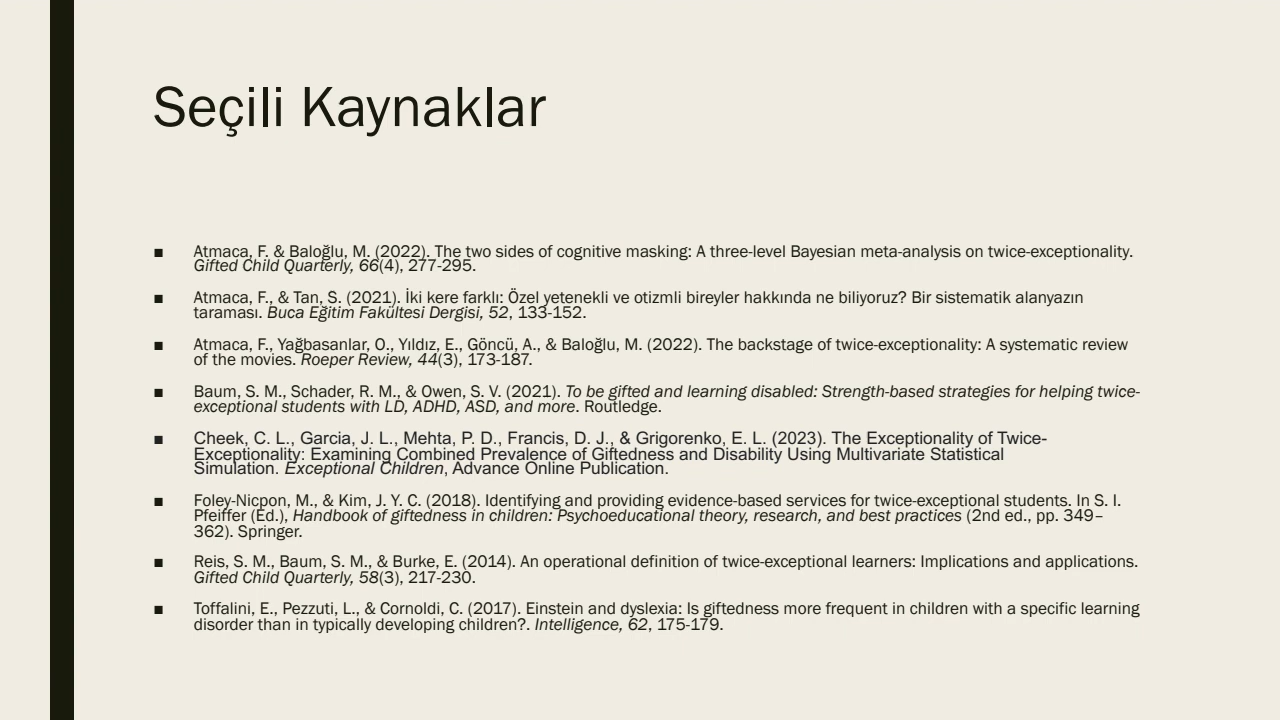 Seçili Kaynaklar
▪ Atmaca, F. & Baloğlu, M. (2022). The two sides of cognitive masking: A three-level Bayesian meta-analysis on twice-exceptionality.
Gifted Child Quarterly, 66(4), 277-295.
▪ Atmaca, F., & Tan, S. (2021). İki kere farklı: Özel yetenekli ve otizmli bireyler hakkında ne biliyoruz? Bir sistematik alanyazın
taraması. Buca Eğitim Fakültesi Dergisi, 52, 133-152.
▪ Atmaca, F., Yağbasanlar, O., Yıldız, E., Göncü, A., & Baloğlu, M. (2022). The backstage of twice-exceptionality: A systematic review
of the movies. Roeper Review, 44(3), 173-187.
▪ Baum, S. M., Schader, R. M., & Owen, S. V. (2021). To be gifted and learning disabled: Strength-based strategies for helping twice-
exceptional students with LD, ADHD, ASD, and more. Routledge.
▪ Cheek, C. L., Garcia, J. L., Mehta, P. D., Francis, D. J., & Grigorenko, E. L. (2023). The Exceptionality of Twice-
Exceptionality: Examining Combined Prevalence of Giftedness and Disability Using Multivariate Statistical
Simulation. Exceptional Children, Advance Online Publication.
▪ Foley-Nicpon, M., & Kim, J. Y. C. (2018). Identifying and providing evidence-based services for twice-exceptional students. In S. I.
Pfeiffer (Ed.), Handbook of giftedness in children: Psychoeducational theory, research, and best practices (2nd ed., pp. 349–
362). Springer.
▪ Reis, S. M., Baum, S. M., & Burke, E. (2014). An operational definition of twice-exceptional learners: Implications and applications.
Gifted Child Quarterly, 58(3), 217-230.
▪ Toffalini, E., Pezzuti, L., & Cornoldi, C. (2017). Einstein and dyslexia: Is giftedness more frequent in children with a specific learning
disorder than in typically developing children?. Intelligence, 62, 175-179.